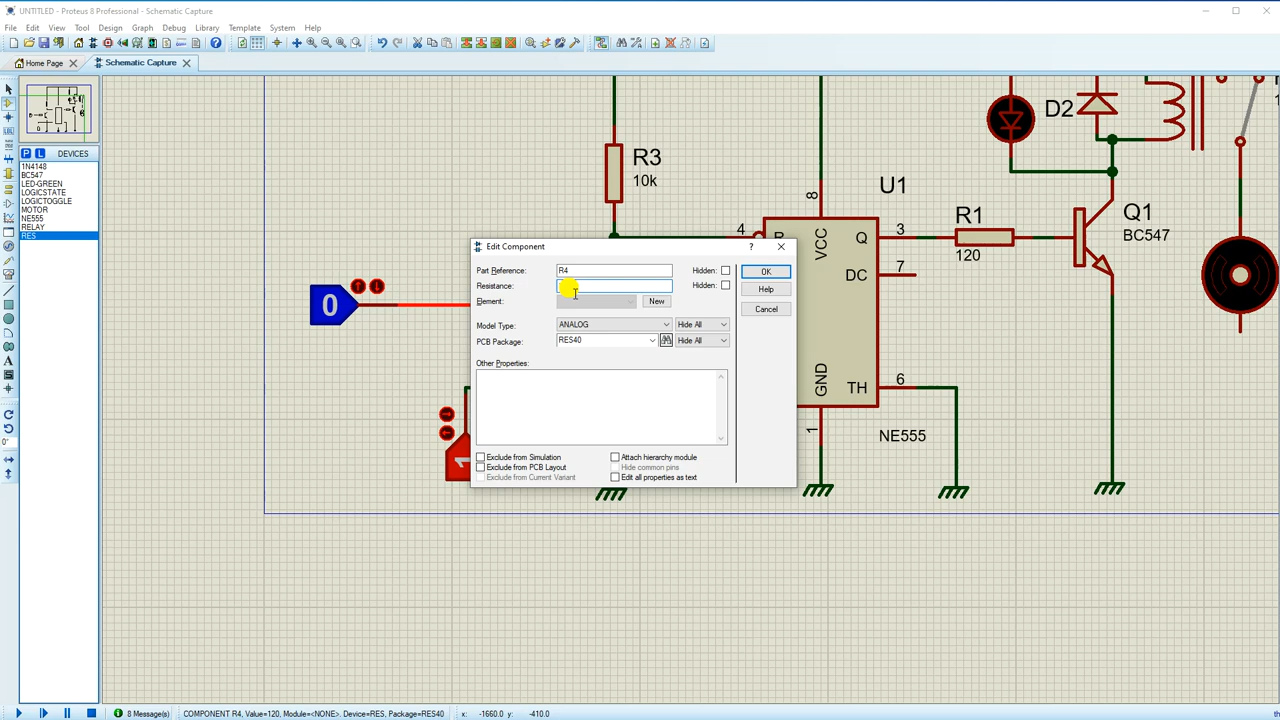 UNTITLED - Proteus 8 Professional - Schematic Capture
File Edit View Tool Design Graph Debug Library Template System Help
Home Page Schematic Capture
P L DEVICES
1N4148
BC547
LED-GREEN
LOGICSTATE
LOGICTOGGLE
MOTOR
NE555
RELAY
RES
0°
R3
10k
D2
U1
8
4
R
VCC
Q
3
DC
7
R1
120
Q1
BC547
0
1
GND
TH
6
1
NE555
Edit Component
?
Part Reference: R4 Hidden: OK
Resistance: Hidden: Help
Element: New Cancel
Model Type: ANALOG Hide All
PCB Package: RES40 Hide All
Other Properties:
Exclude from Simulation Attach hierarchy module
Exclude from PCB Layout Hide common pins
Exclude from Current Variant Edit all properties as text
8 Message(s) COMPONENT R4, Value=120, Module=<NONE>. Device=RES, Package=RES40 x: -1660.0 y: -410.0 th